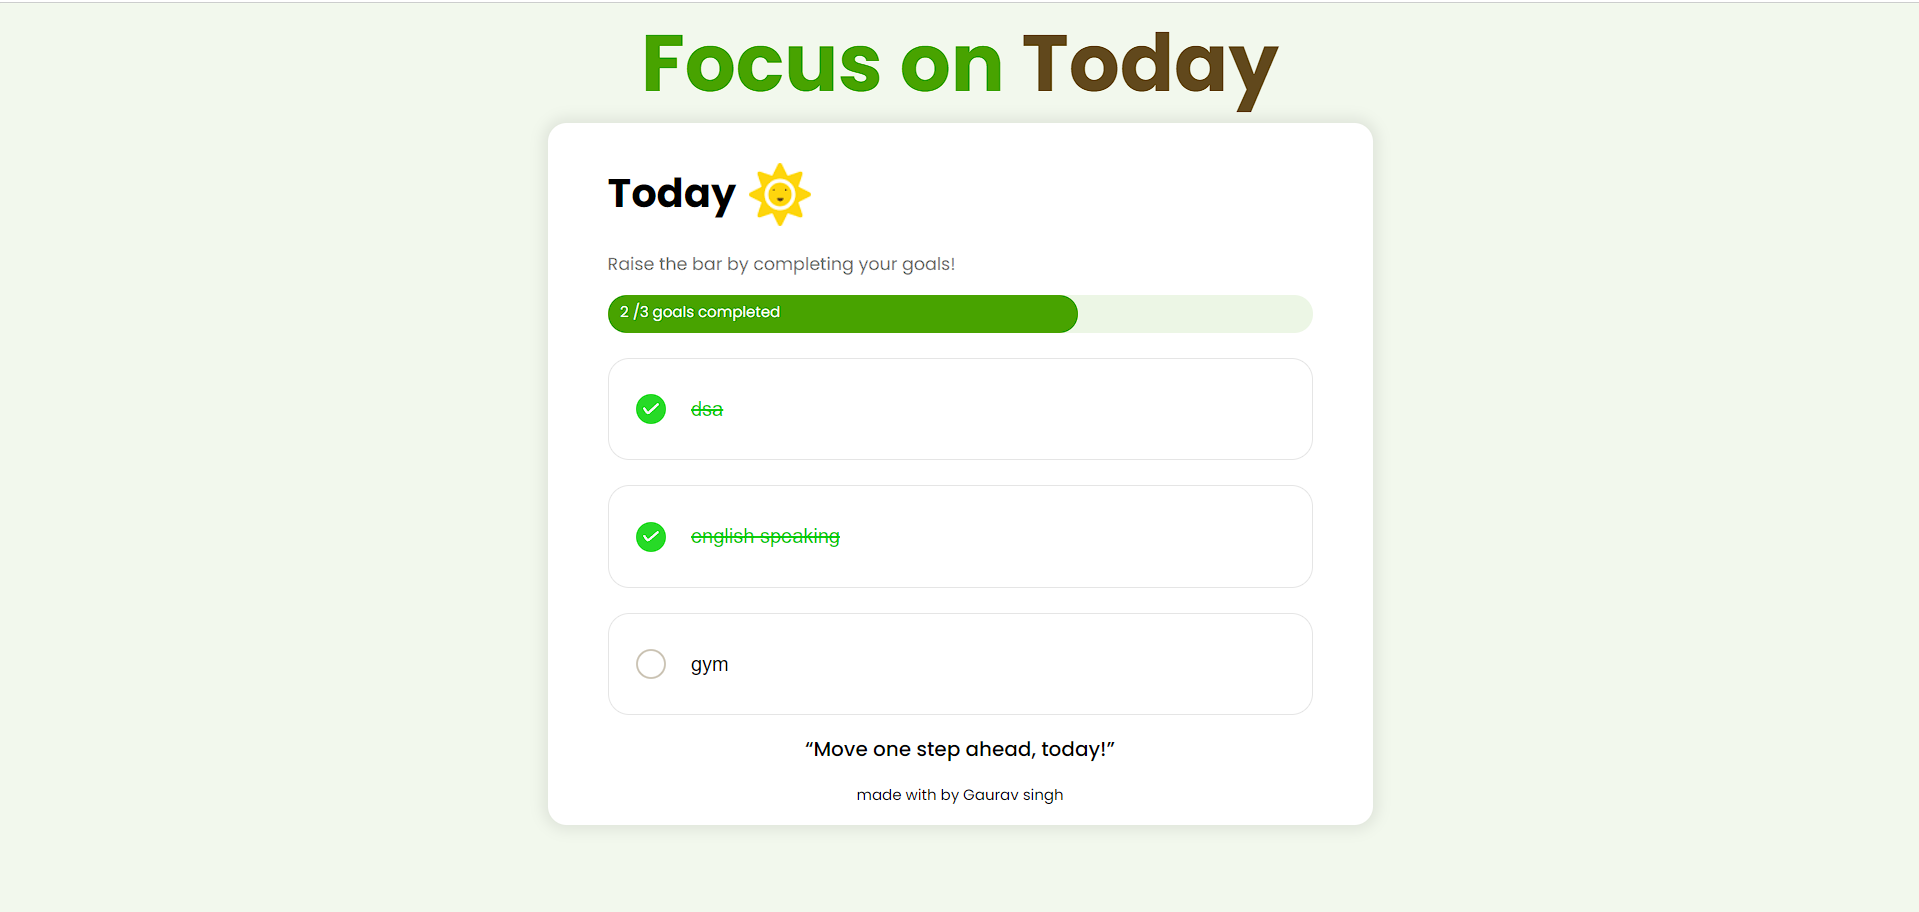 Focus on Today
Today
Raise the bar by completing your goals!
2 /3 goals completed
dsa
english speaking
gym
“Move one step ahead, today!”
made with by Gaurav singh